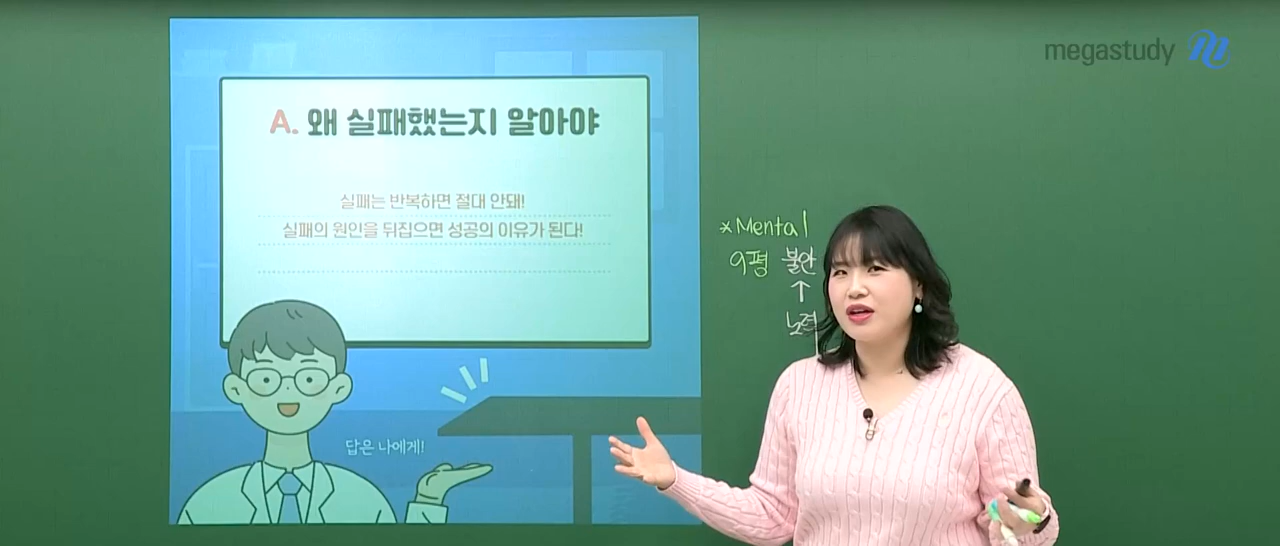 megastudy
A. 왜 실패했는지 알아야
실패는 반복하면 절대 안돼!
실패의 원인을 뒤집으면 성공의 이유가 된다!
답은 나에게!
*Mental
9평 불안
↑
노력